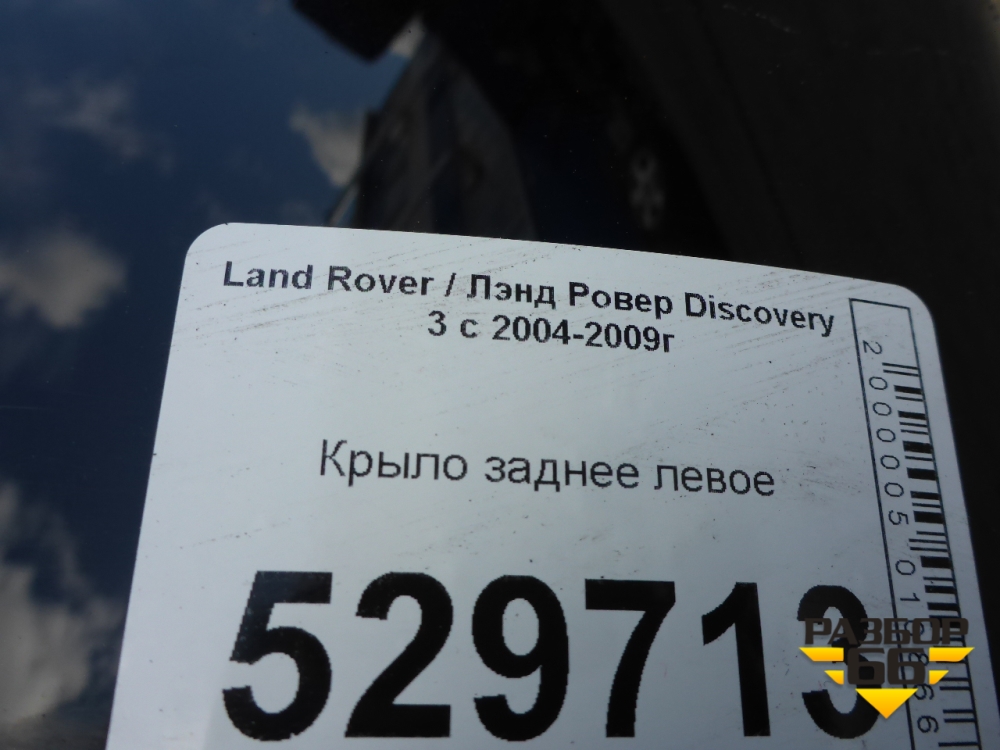 Land Rover / Лэнд Ровер Discovery
3 с 2004-2009г
Крыло заднее левое
529713
РАЗБОР
66